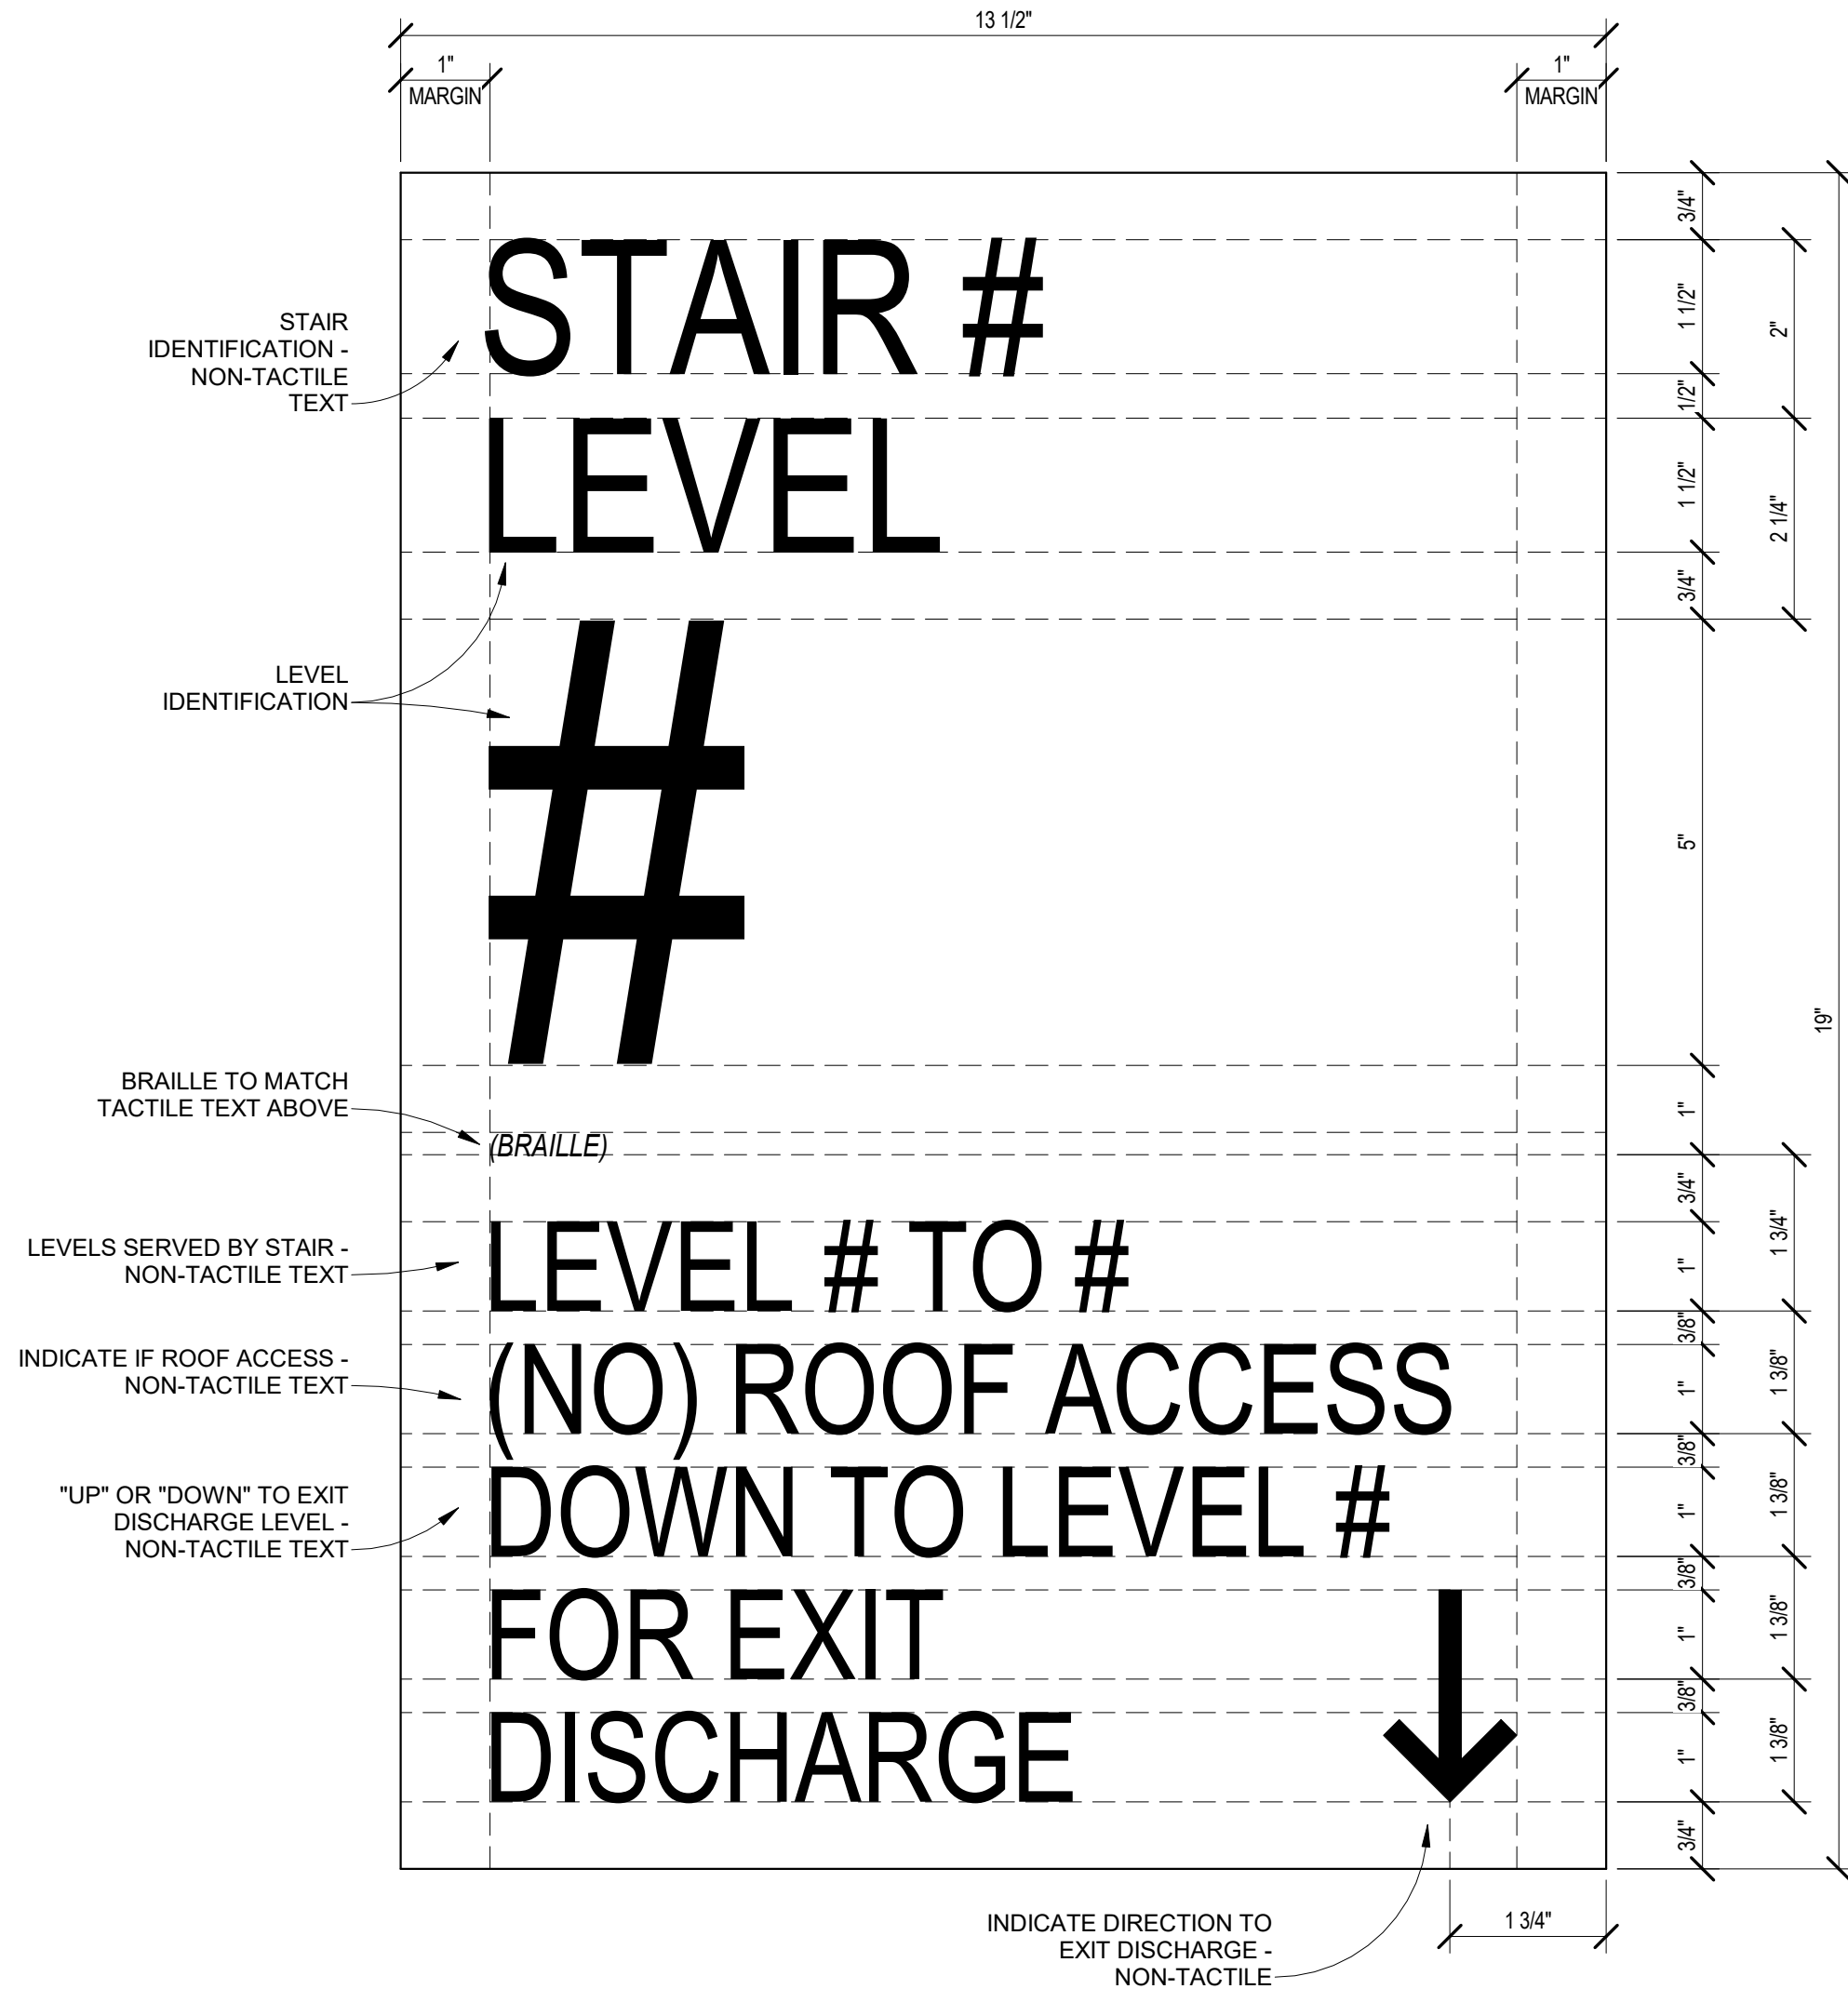 13 1/2"
1"
MARGIN
1"
MARGIN
3/4"
STAIR #
1 1/2"
2"
STAIR
IDENTIFICATION -
NON-TACTILE
TEXT
1/2"
LEVEL
1 1/2"
2 1/4"
3/4"
LEVEL
IDENTIFICATION
#
5"
19"
BRAILLE TO MATCH
TACTILE TEXT ABOVE
1"
(BRAILLE)
3/4"
LEVELS SERVED BY STAIR -
NON-TACTILE TEXT
LEVEL # TO #
1"
1 3/4"
3/8"
INDICATE IF ROOF ACCESS -
NON-TACTILE TEXT
(NO) ROOF ACCESS
1"
1 3/8"
3/8"
"UP" OR "DOWN" TO EXIT
DISCHARGE LEVEL -
NON-TACTILE TEXT
DOWN TO LEVEL #
1"
1 3/8"
3/8"
FOR EXIT
1"
1 3/8"
3/8"
DISCHARGE
1"
1 3/8"
3/4"
INDICATE DIRECTION TO
EXIT DISCHARGE -
NON-TACTILE
1 3/4"